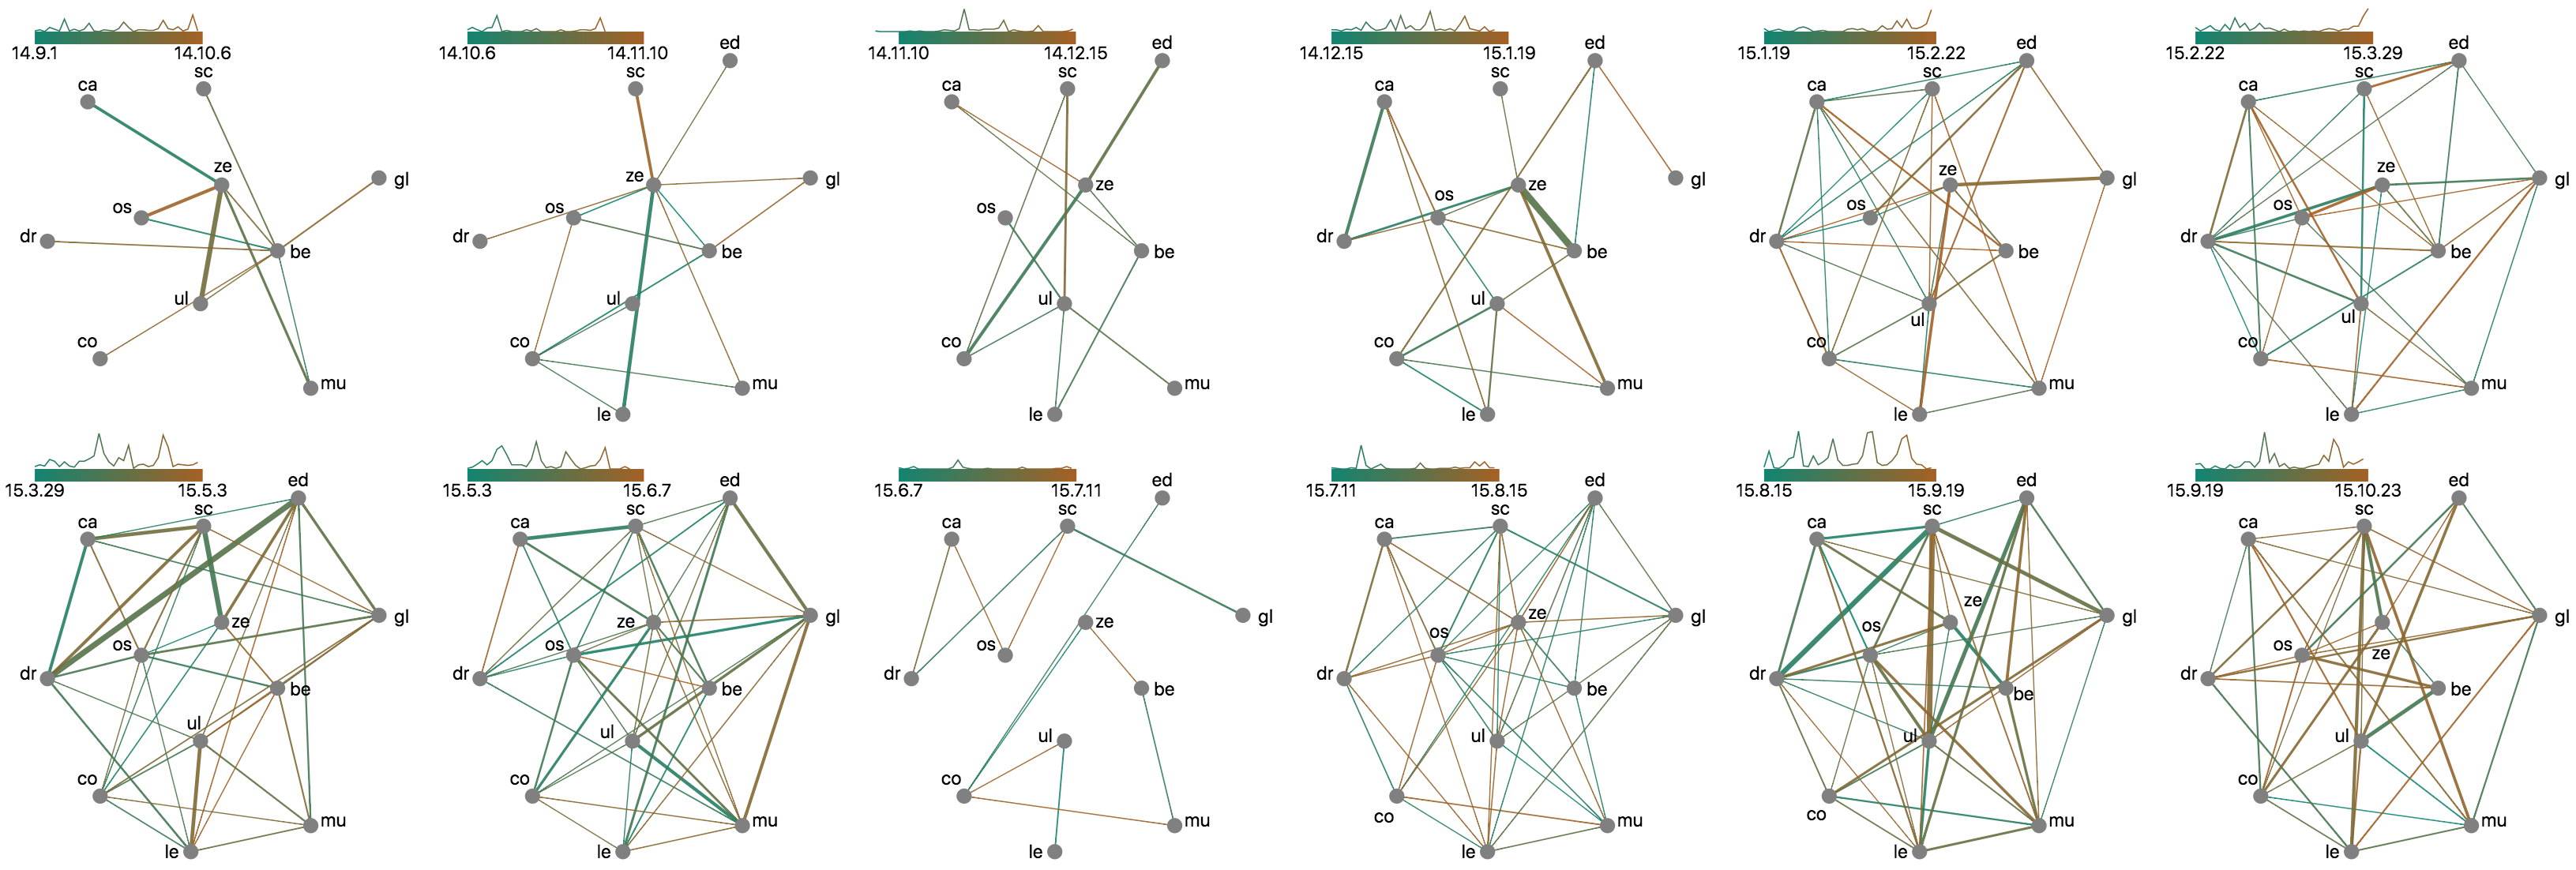 14.9.1 14.10.6
sc
ca
ze
gl
os
dr
be
ul
co
mu
14.10.6 14.11.10
ed
sc
ze
gl
os
dr
be
ul
co
mu
le
14.11.10 14.12.15
ed
sc
ca
ze
os
be
ul
co
mu
le
14.12.15 15.1.19
ed
sc
ca
ze
gl
os
dr
be
ul
co
mu
le
15.1.19 15.2.22
ed
sc
ca
ze
gl
os
dr
be
ul
co
mu
le
15.2.22 15.3.29
ed
sc
ca
ze
gl
os
dr
be
ul
co
mu
le
15.3.29 15.5.3
ed
sc
ca
gl
ze
os
dr
be
ul
co
mu
le
15.5.3 15.6.7
ed
sc
ca
gl
ze
os
dr
be
ul
co
mu
le
15.6.7 15.7.11
ed
sc
ca
gl
ze
os
dr
be
ul
co
mu
le
15.7.11 15.8.15
ed
sc
ca
ze
gl
os
dr
be
ul
co
mu
le
15.8.15 15.9.19
ed
sc
ca
ze
gl
os
dr
be
ul
co
mu
le
15.9.19 15.10.23
ed
sc
ca
gl
os
ze
dr
be
ul
co
mu
le